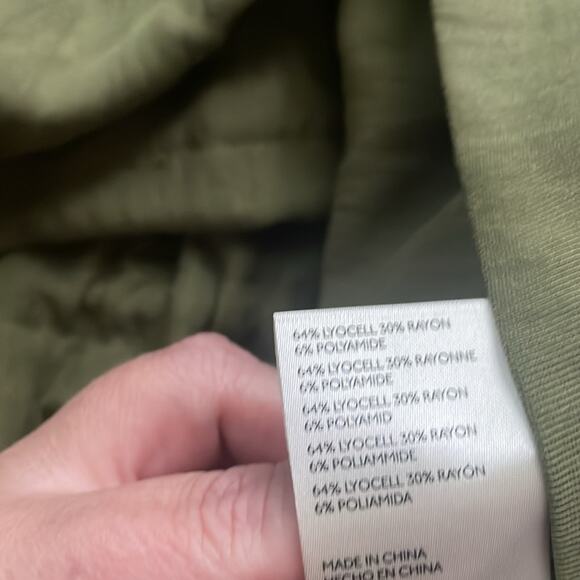 64% LYOCELL 30% RAYON
6% POLYAMIDE
64% LYOCELL 30% RAYONNE
6% POLYAMIDE
64% LYOCELL 30% RAYON
6% POLYAMID
64% LYOCELL 30% RAYON
6% POLIAMMIDE
64% LYOCELL 30% RAYÓN
6% POLIAMIDA
MADE IN CHINA
HECHO EN CHINA